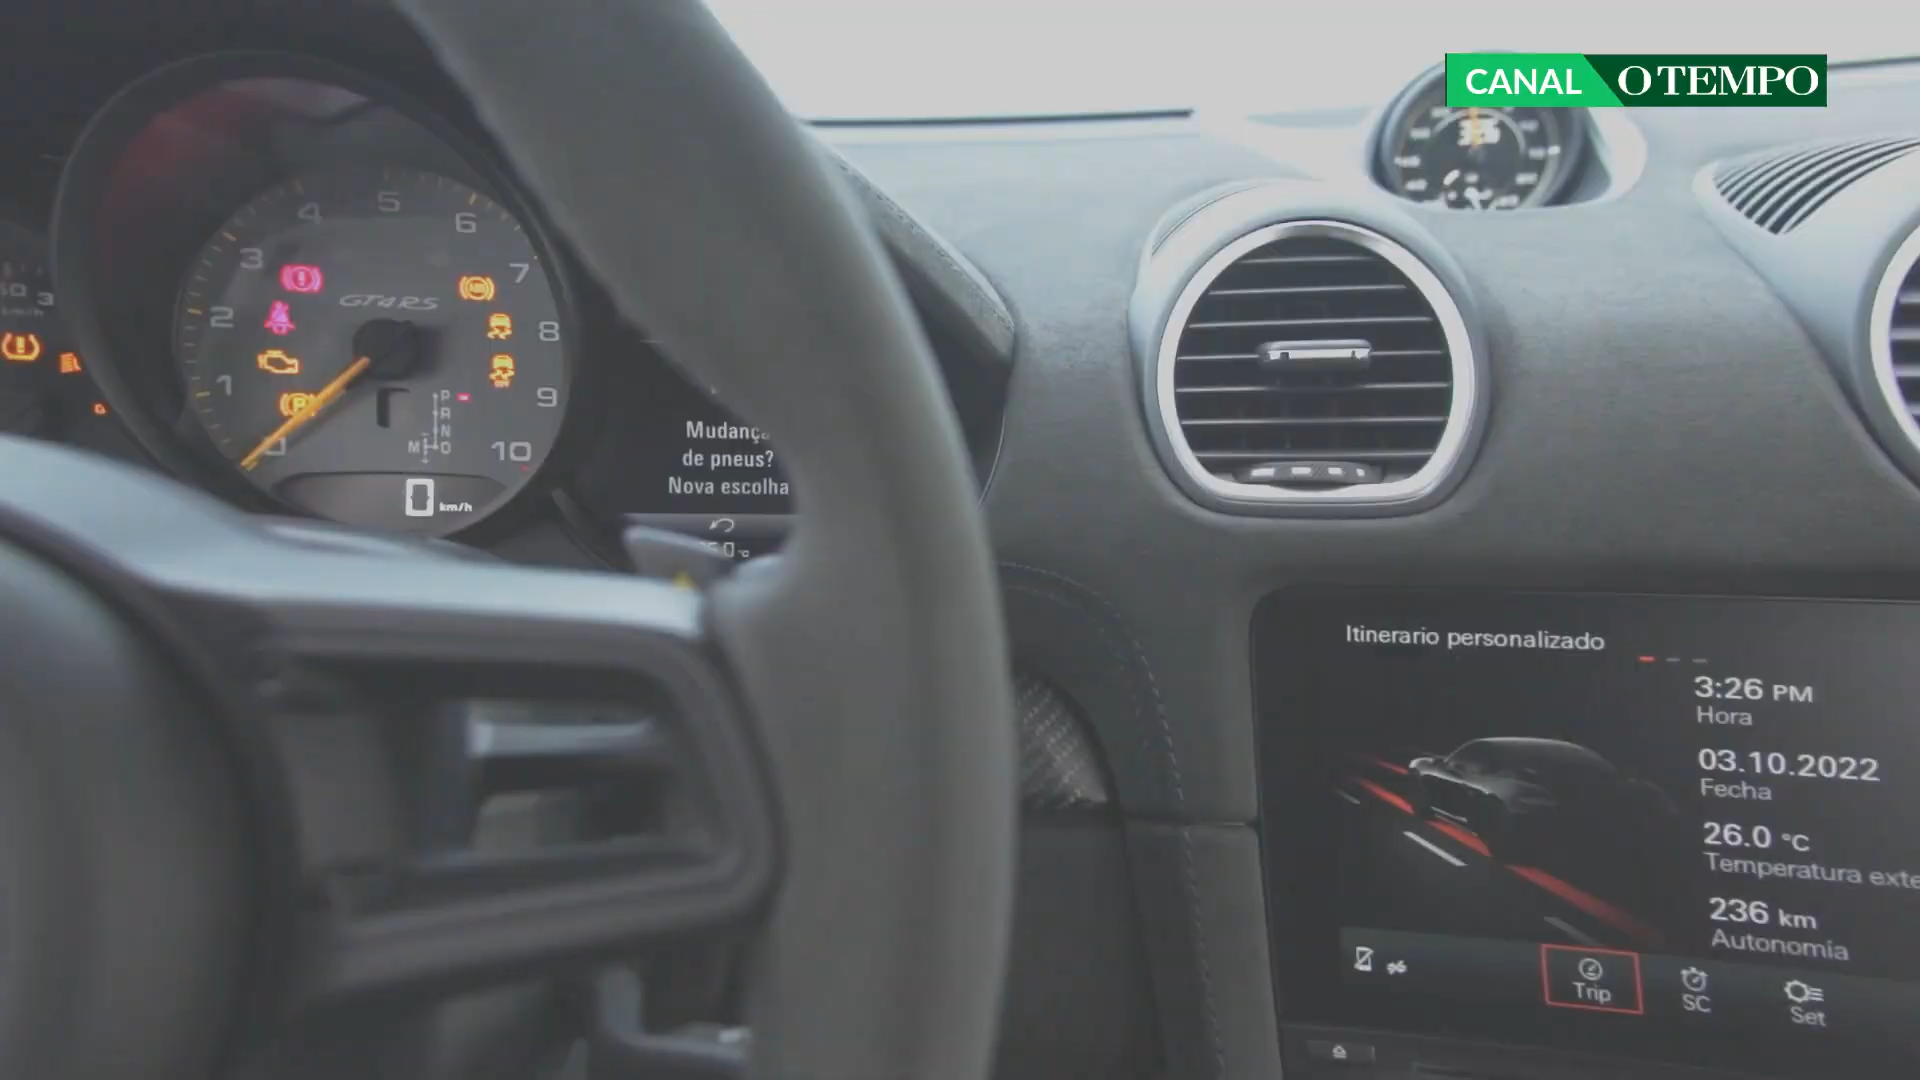 CANAL O TEMPO
0
1
2
3
4
5
6
7
8
9
10
GT4RS
P
R
N
D
M
0 km/h
Mudança
de pneus?
Nova escolha
Itinerario personalizado
3:26 PM
Hora
03.10.2022
Fecha
26.0 °C
Temperatura exte
236 km
Autonomía
Trip
SC
Set